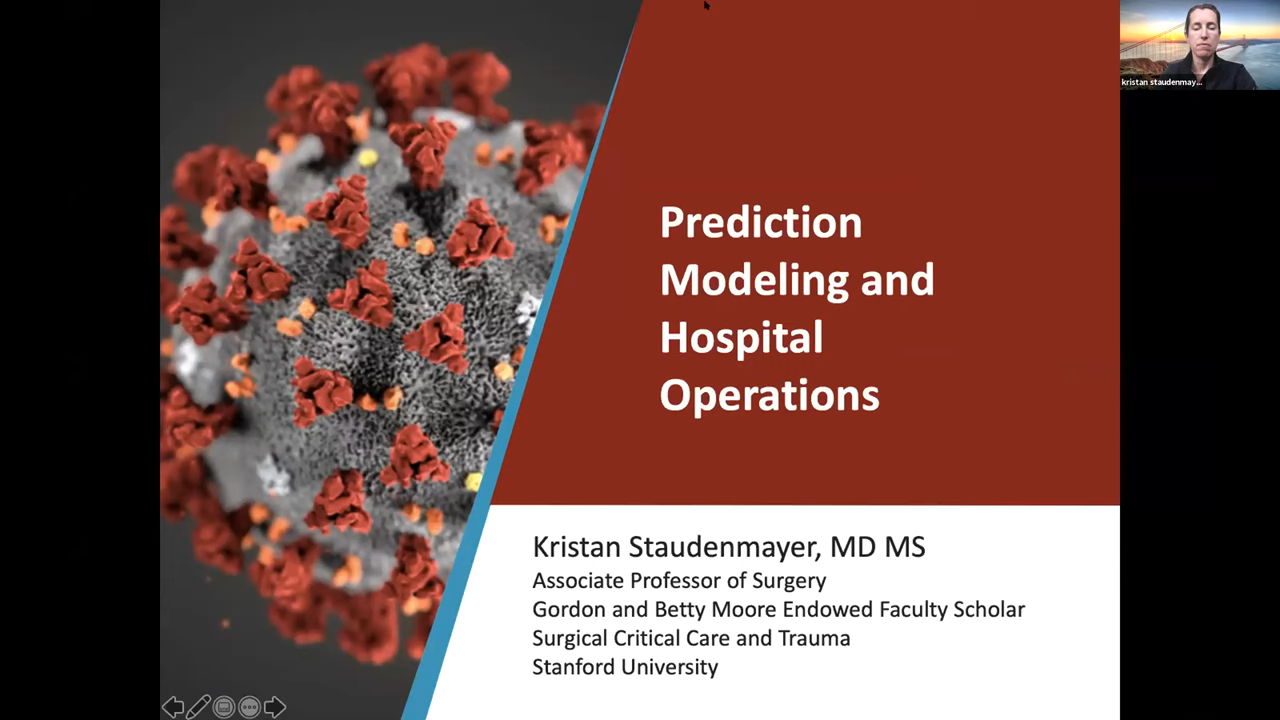 kristan staudenmay...
Prediction
Modeling and
Hospital
Operations
Kristan Staudenmayer, MD MS
Associate Professor of Surgery
Gordon and Betty Moore Endowed Faculty Scholar
Surgical Critical Care and Trauma
Stanford University